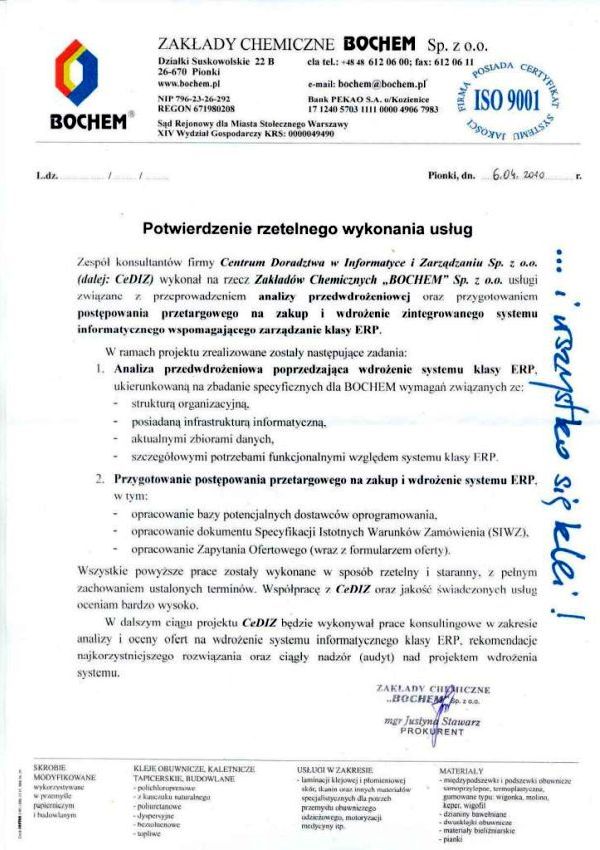 ZAKŁADY CHEMICZNE BOCHEM Sp. z o.o.
Działki Suskowolskie 22 B
26-670 Pionki
www.bochem.pl
cła tel.: +48 48 612 06 00; fax: 612 06 11
e-mail: bochem@bochem.pl
NIP 796-23-26-292
REGON 671980208
Bank PEKAO S.A. o/Kozienice
17 1240 5703 1111 0000 4906 7983
Sąd Rejonowy dla Miasta Stołecznego Warszawy
XIV Wydział Gospodarczy KRS: 0000049490
BOCHEM®
FIRMA POSIADA CERTYFIKAT SYSTEMU JAKOŚCI
ISO 9001
L.dz. / /
Pionki, dn. 6.04.2010 r.
Potwierdzenie rzetelnego wykonania usług
Zespół konsultantów firmy Centrum Doradztwa w Informatyce i Zarządzaniu Sp. z o.o.
(dalej: CeDIZ) wykonał na rzecz Zakładów Chemicznych „BOCHEM" Sp. z o.o. usługi
związane z przeprowadzeniem analizy przedwdrożeniowej oraz przygotowaniem
postępowania przetargowego na zakup i wdrożenie zintegrowanego systemu
informatycznego wspomagającego zarządzanie klasy ERP.
W ramach projektu zrealizowane zostały następujące zadania:
1. Analiza przedwdrożeniowa poprzedzająca wdrożenie systemu klasy ERP,
ukierunkowaną na zbadanie specyficznych dla BOCHEM wymagań związanych ze:
- strukturą organizacyjną,
- posiadaną infrastrukturą informatyczną,
- aktualnymi zbiorami danych,
- szczegółowymi potrzebami funkcjonalnymi względem systemu klasy ERP.
2. Przygotowanie postępowania przetargowego na zakup i wdrożenie systemu ERP,
w tym:
- opracowanie bazy potencjalnych dostawców oprogramowania,
- opracowanie dokumentu Specyfikacji Istotnych Warunków Zamówienia (SIWZ),
- opracowanie Zapytania Ofertowego (wraz z formularzem oferty).
Wszystkie powyższe prace zostały wykonane w sposób rzetelny i staranny, z pełnym
zachowaniem ustalonych terminów. Współpracę z CeDIZ oraz jakość świadczonych usług
oceniam bardzo wysoko.
W dalszym ciągu projektu CeDIZ będzie wykonywał prace konsultingowe w zakresie
analizy i oceny ofert na wdrożenie systemu informatycznego klasy ERP, rekomendacje
najkorzystniejszego rozwiązania oraz ciągły nadzór (audyt) nad projektem wdrożenia
systemu.
... i wszystko się klei!
ZAKŁADY CHEMICZNE
„BOCHEM" Sp. z o.o.
mgr Justyna Stawarz
PROKURENT
SKROBIE
MODYFIKOWANE
wykorzystywane
w przemyśle
papierniczym
i budowlanym
KLEJE OBUWNICZE, KALETNICZE
TAPICERSKIE, BUDOWLANE
- polichloroprenowe
- z kauczuku naturalnego
- poliuretanowe
- dyspersyjne
- bezтoluenowe
- topliwe
USŁUGI W ZAKRESIE
- laminacji klejowej i płomieniowej
skór, tkanin oraz innych materiałów
specjalistycznych dla potrzeb
przemysłu obuwniczego
odzieżowego, motoryzacji
medycyny itp.
MATERIAŁY
- międzypodszewki i podszewki obuwnicze
samoprzylepne, termoplastyczne,
gumowane typu: wigonka, molina,
keper, wigofil
- dzianiny bawełniane
- dwusklejki obuwnicze
- materiały bieliźniarskie
- pianki